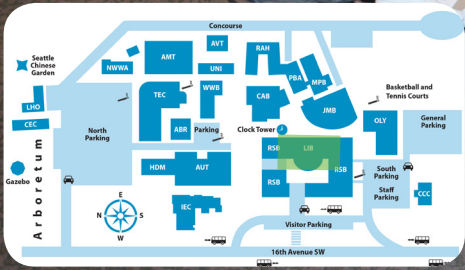 Concourse
Seattle
Chinese
Garden
AMT
AVT
RAH
NWWA
UNI
PBA
MPB
LHO
TEC
WWB
CAB
JMB
Basketball and
Tennis Courts
CEC
North
Parking
ABR
Parking
Clock Tower
OLY
General
Parking
RSB
LIB
RSB
Gazebo
Arboretum
HDM
AUT
RSB
South
Parking
Staff
Parking
CCC
E
N
S
W
IEC
Visitor Parking
16th Avenue SW